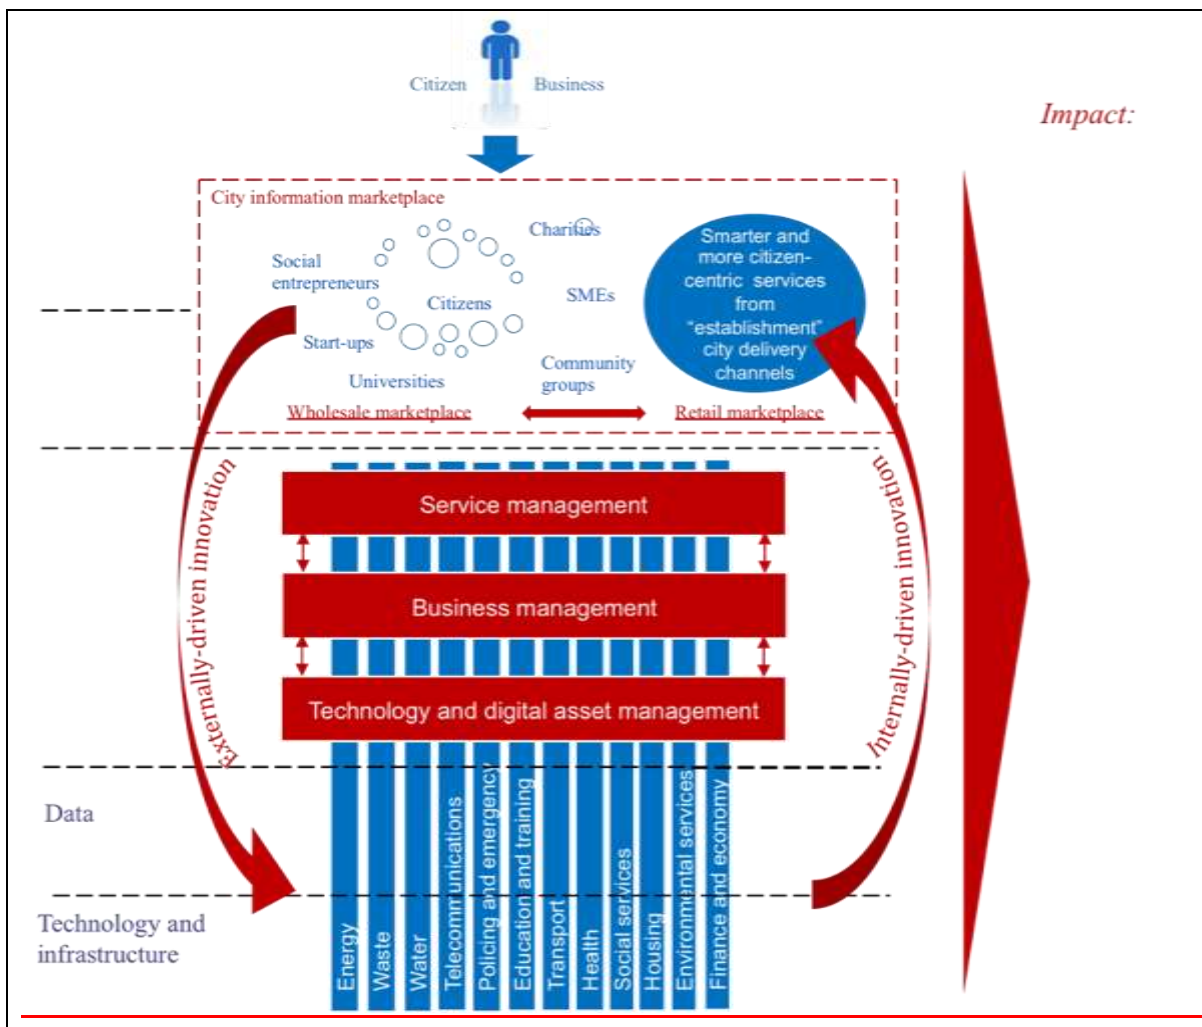 Citizen
Business
Impact:
City information marketplace
Charities
Social
entrepreneurs
Citizens
SMEs
Start-ups
Universities
Community
groups
Smarter and
more citizen-
centric services
from
“establishment”
city delivery
channels
Wholesale marketplace
Retail marketplace
Externally-driven innovation
Internally-driven innovation
Service management
Business management
Technology and digital asset management
Data
Technology and
infrastructure
Energy
Waste
Water
Telecommunications
Policing and emergency
Education and training
Transport
Health
Social services
Housing
Environmental services
Finance and economy